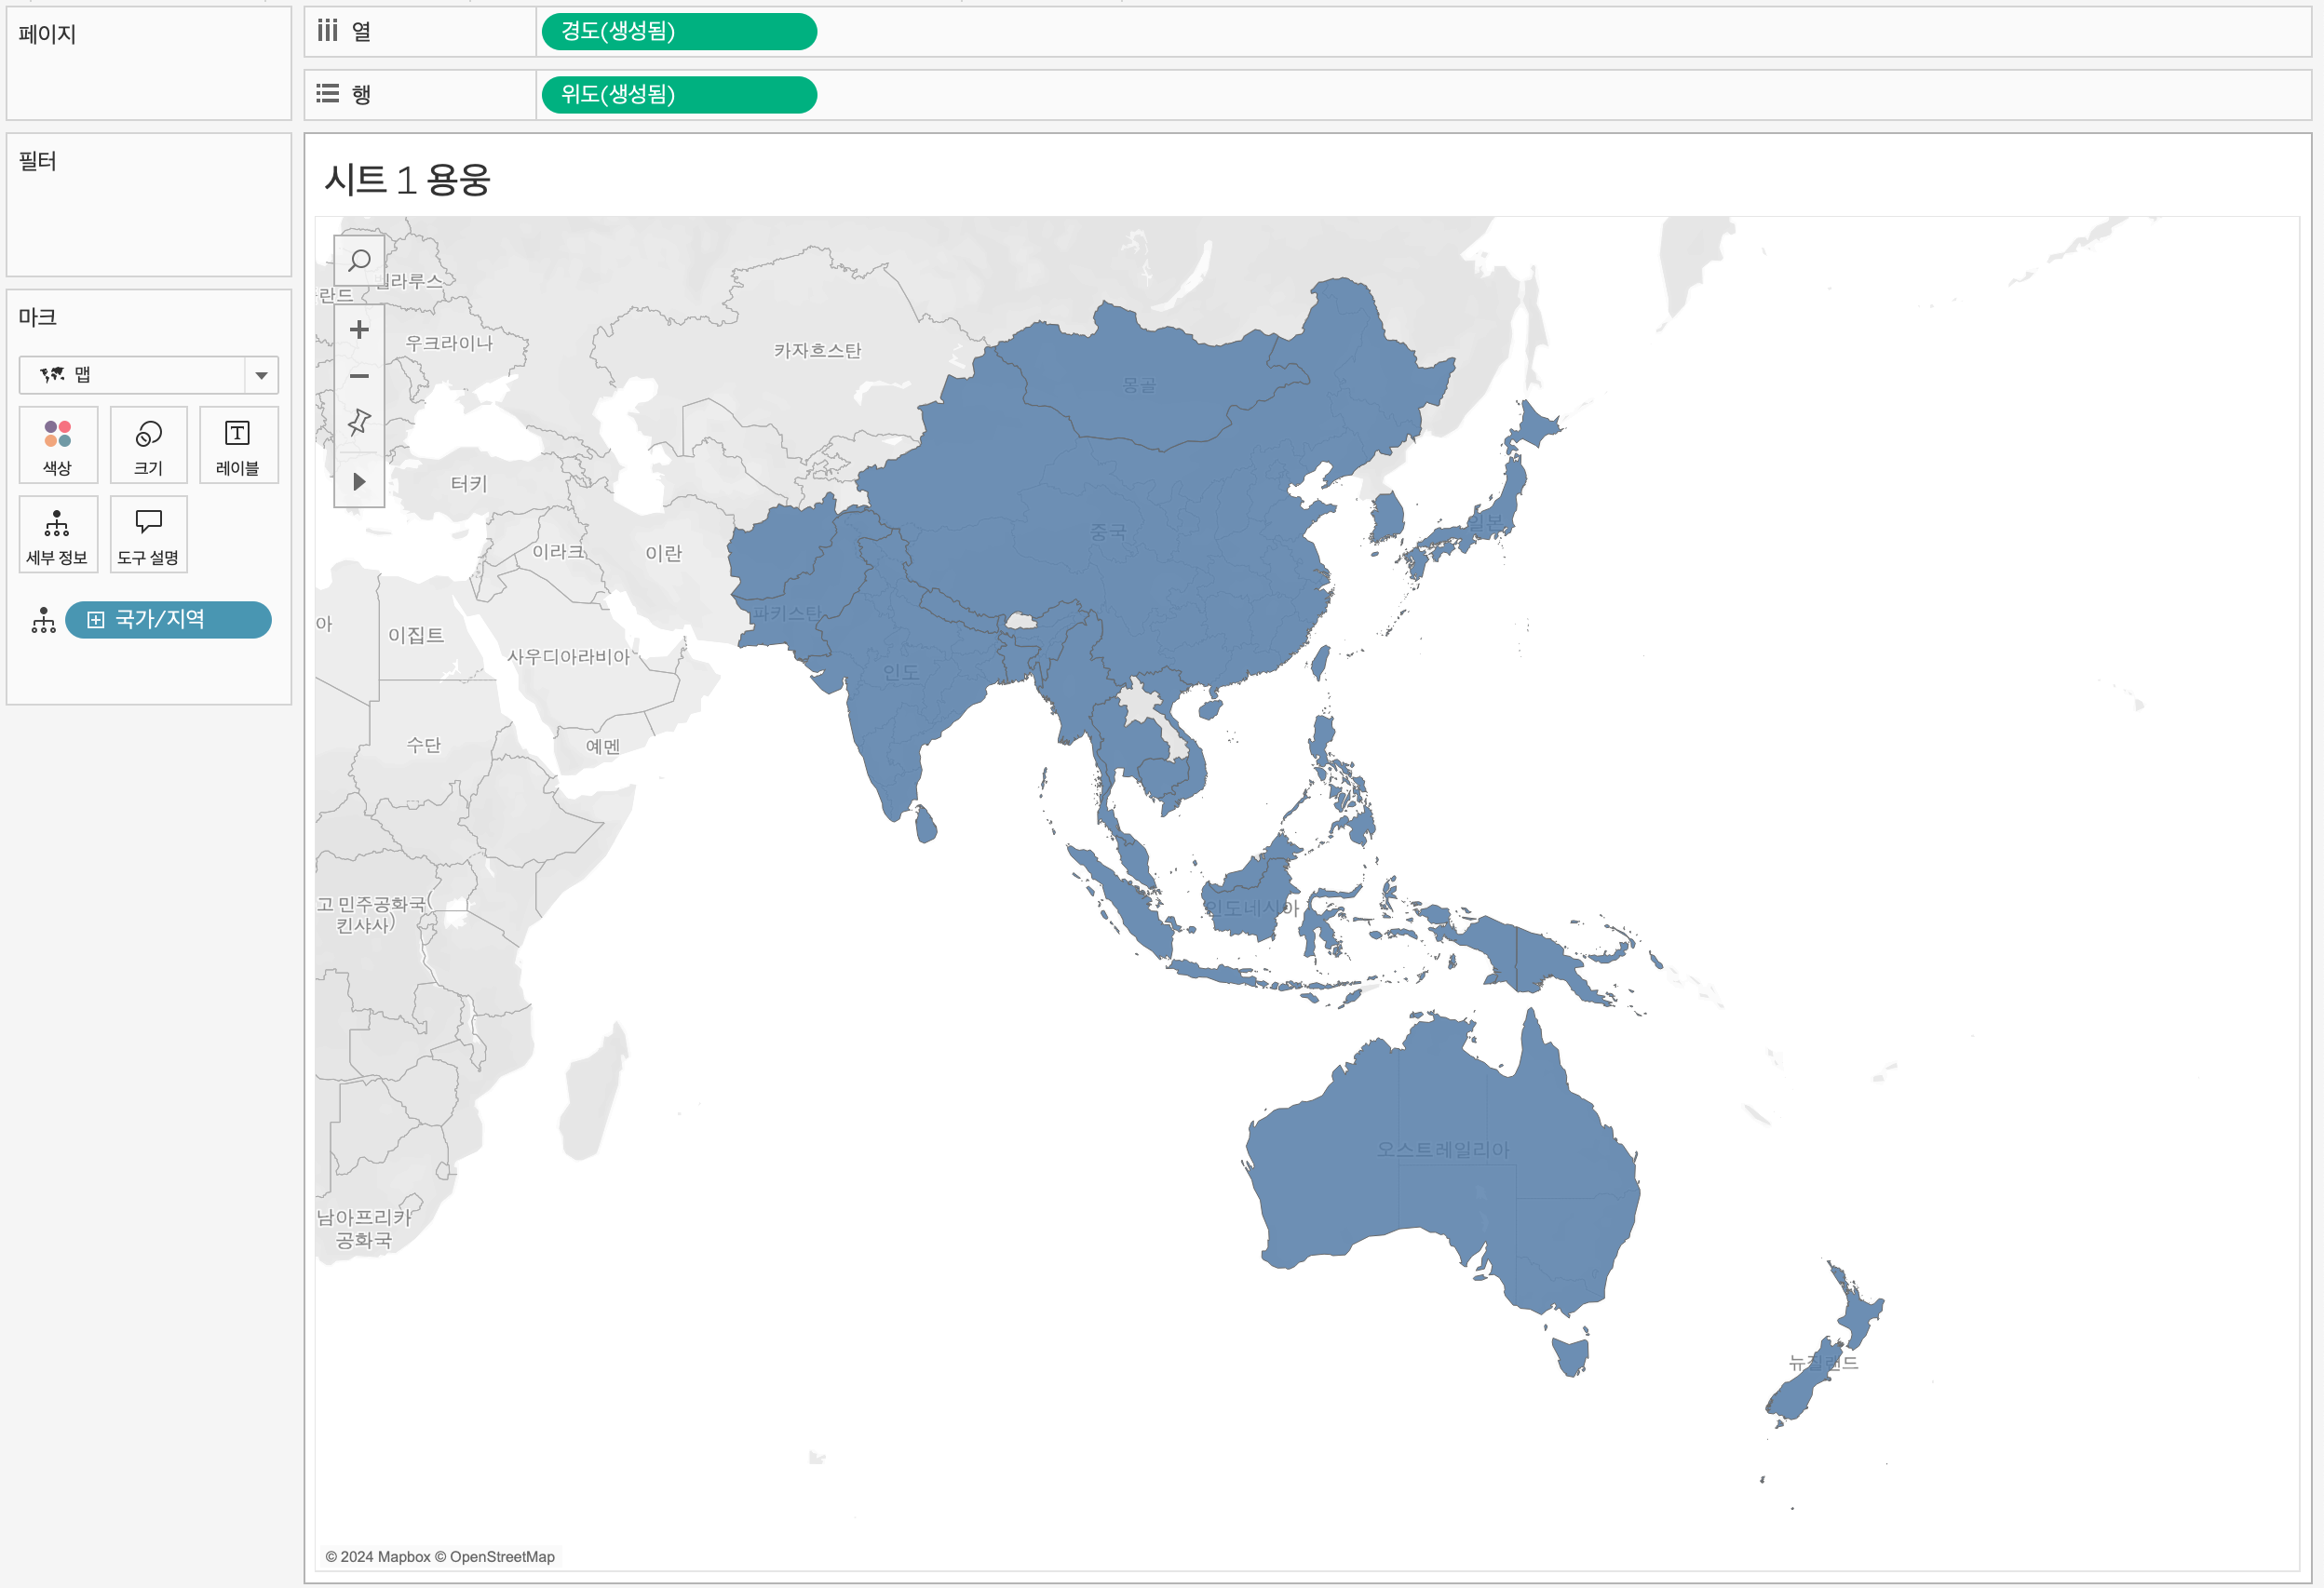 페이지
열
경도(생성됨)
행
위도(생성됨)
필터
시트 1 용웅
마크
맵
색상
크기
레이블
세부 정보
도구 설명
국가/지역
우크라이나
카자흐스탄
몽골
터키
중국
일본
이라크
이란
파키스탄
아
이집트
사우디아라비아
인도
수단
예멘
고 민주공화국(
킨샤사)
인도네시아
오스트레일리아
남아프리카
공화국
뉴질랜드
© 2024 Mapbox © OpenStreetMap